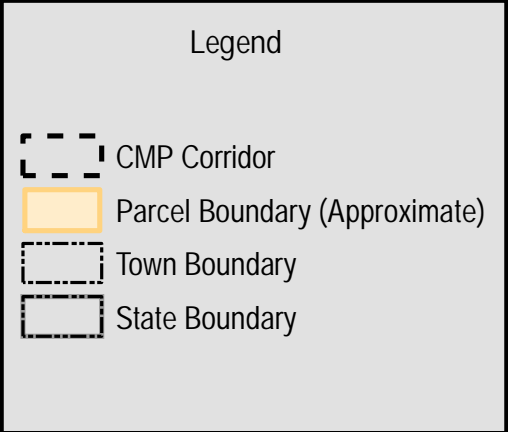 Legend
CMP Corridor
Parcel Boundary (Approximate)
Town Boundary
State Boundary